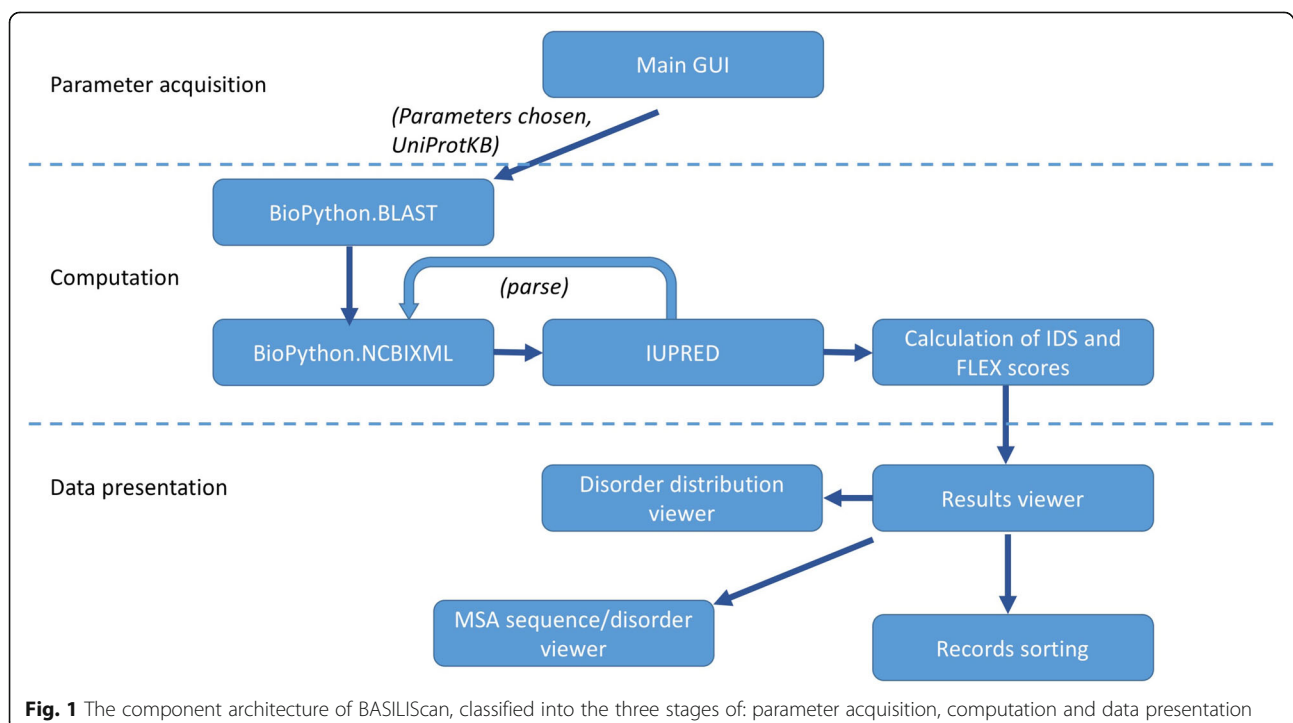 Main GUI
Parameter acquisition
(Parameters chosen,
UniProtKB)
BioPython.BLAST
Computation
(parse)
BioPython.NCBIXML
IUPRED
Calculation of IDS and
FLEX scores
Data presentation
Disorder distribution
viewer
Results viewer
MSA sequence/disorder
viewer
Records sorting
Fig. 1 The component architecture of BASILIScan, classified into the three stages of: parameter acquisition, computation and data presentation